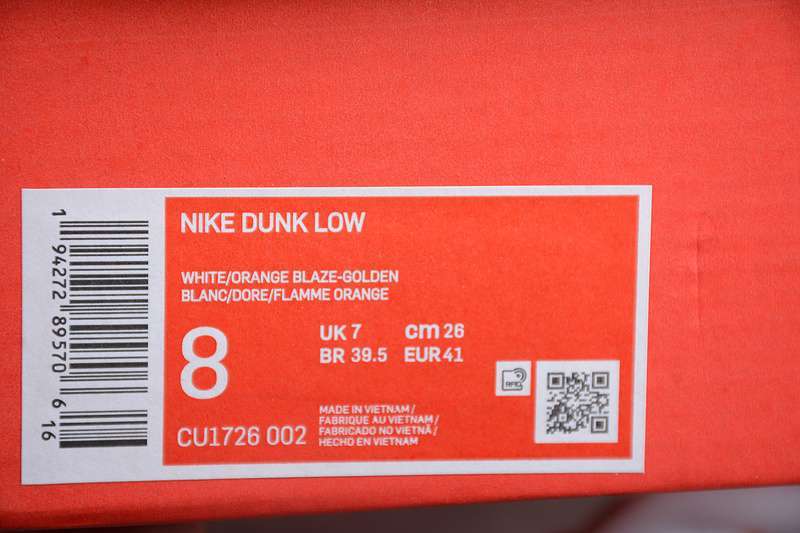 NIKE DUNK LOW
WHITE/ORANGE BLAZE-GOLDEN
BLANC/DORE/FLAMME ORANGE
8
UK 7 cm 26
BR 39.5 EUR 41
CU1726 002
MADE IN VIETNAM/
FABRIQUE AU VIETNAM/
FABRICADO NO VIETNÃ/
HECHO EN VIETNAM
RFID
1 94272 89570 6 16